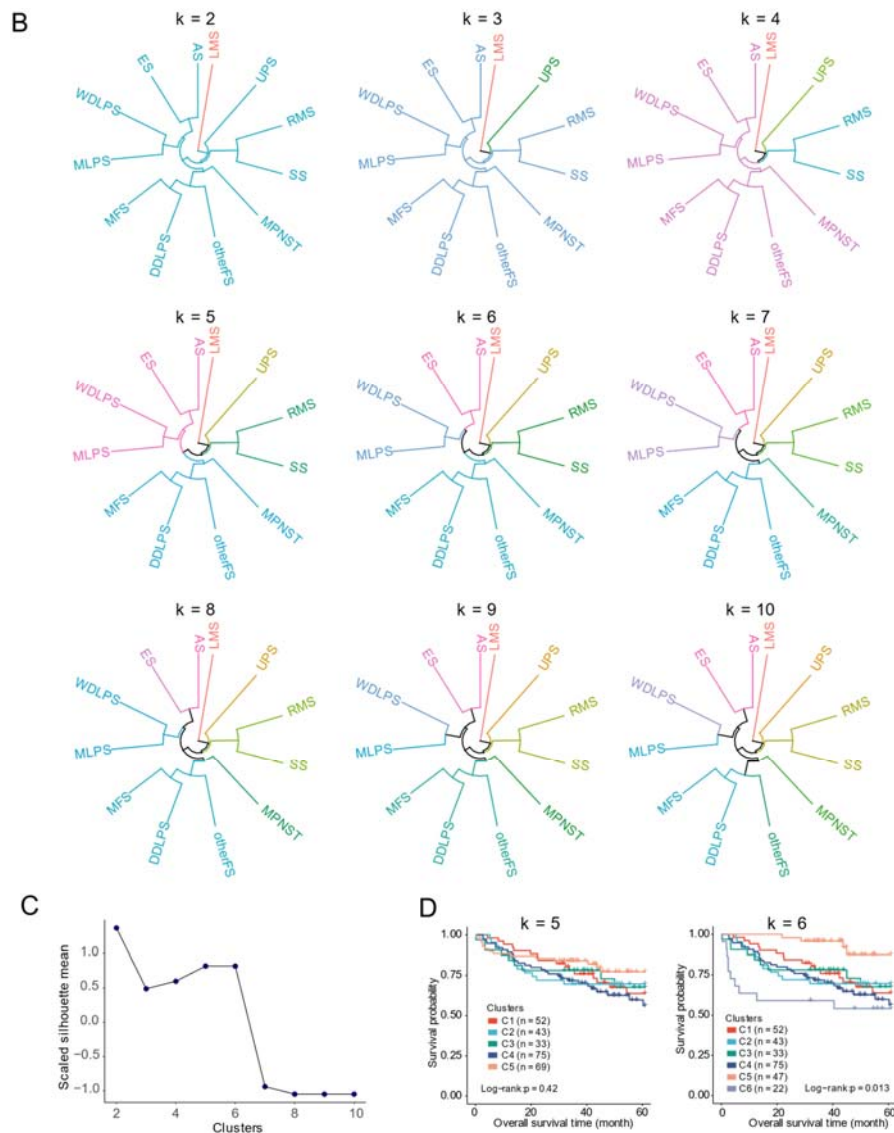 B
k = 2
k = 3
k = 4
AS
LMS
UPS
RMS
SS
MPNST
otherFS
DDLPS
MFS
MLPS
WDLPS
ES
AS
LMS
UPS
RMS
SS
MPNST
otherFS
DDLPS
MFS
MLPS
WDLPS
ES
AS
LMS
UPS
RMS
SS
MPNST
otherFS
DDLPS
MFS
MLPS
WDLPS
ES
k = 5
k = 6
k = 7
AS
LMS
UPS
RMS
SS
MPNST
otherFS
DDLPS
MFS
MLPS
WDLPS
ES
AS
LMS
UPS
RMS
SS
MPNST
otherFS
DDLPS
MFS
MLPS
WDLPS
ES
AS
LMS
UPS
RMS
SS
MPNST
otherFS
DDLPS
MFS
MLPS
WDLPS
ES
k = 8
k = 9
k = 10
AS
LMS
UPS
RMS
SS
MPNST
otherFS
DDLPS
MFS
MLPS
WDLPS
ES
AS
LMS
UPS
RMS
SS
MPNST
otherFS
DDLPS
MFS
MLPS
WDLPS
ES
AS
LMS
UPS
RMS
SS
MPNST
otherFS
DDLPS
MFS
MLPS
WDLPS
ES
C
Scaled silhouette mean
1.0
0.5
0.0
−0.5
−1.0
2 4 6 8 10
Clusters
D
k = 5
Survival probability
1.00
0.75
0.50
0.25
0.00
Clusters
C1 (n = 52)
C2 (n = 43)
C3 (n = 33)
C4 (n = 75)
C5 (n = 69)
Log-rank p = 0.42
0 20 40 60
Overall survival time (month)
k = 6
Survival probability
1.00
0.75
0.50
0.25
0.00
Clusters
C1 (n = 52)
C2 (n = 43)
C3 (n = 33)
C4 (n = 75)
C5 (n = 47)
C6 (n = 22)
Log-rank p = 0.013
0 20 40 60
Overall survival time (month)